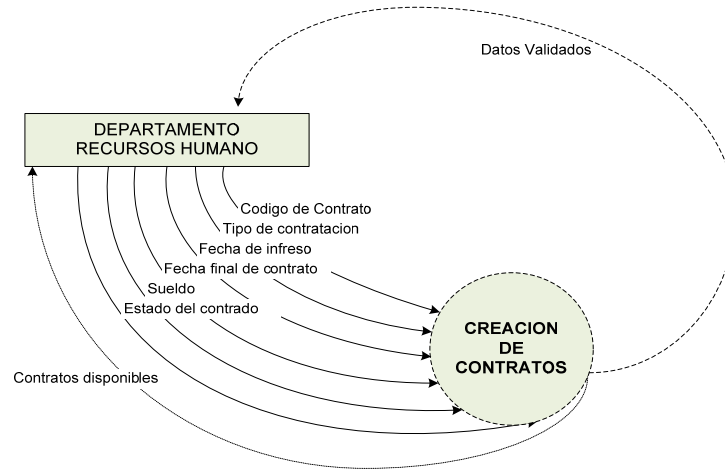 Datos Validados
DEPARTAMENTO
RECURSOS HUMANO
Codigo de Contrato
Tipo de contratacion
Fecha de infreso
Fecha final de contrato
Sueldo
Estado del contrado
CREACION
DE
CONTRATOS
Contratos disponibles